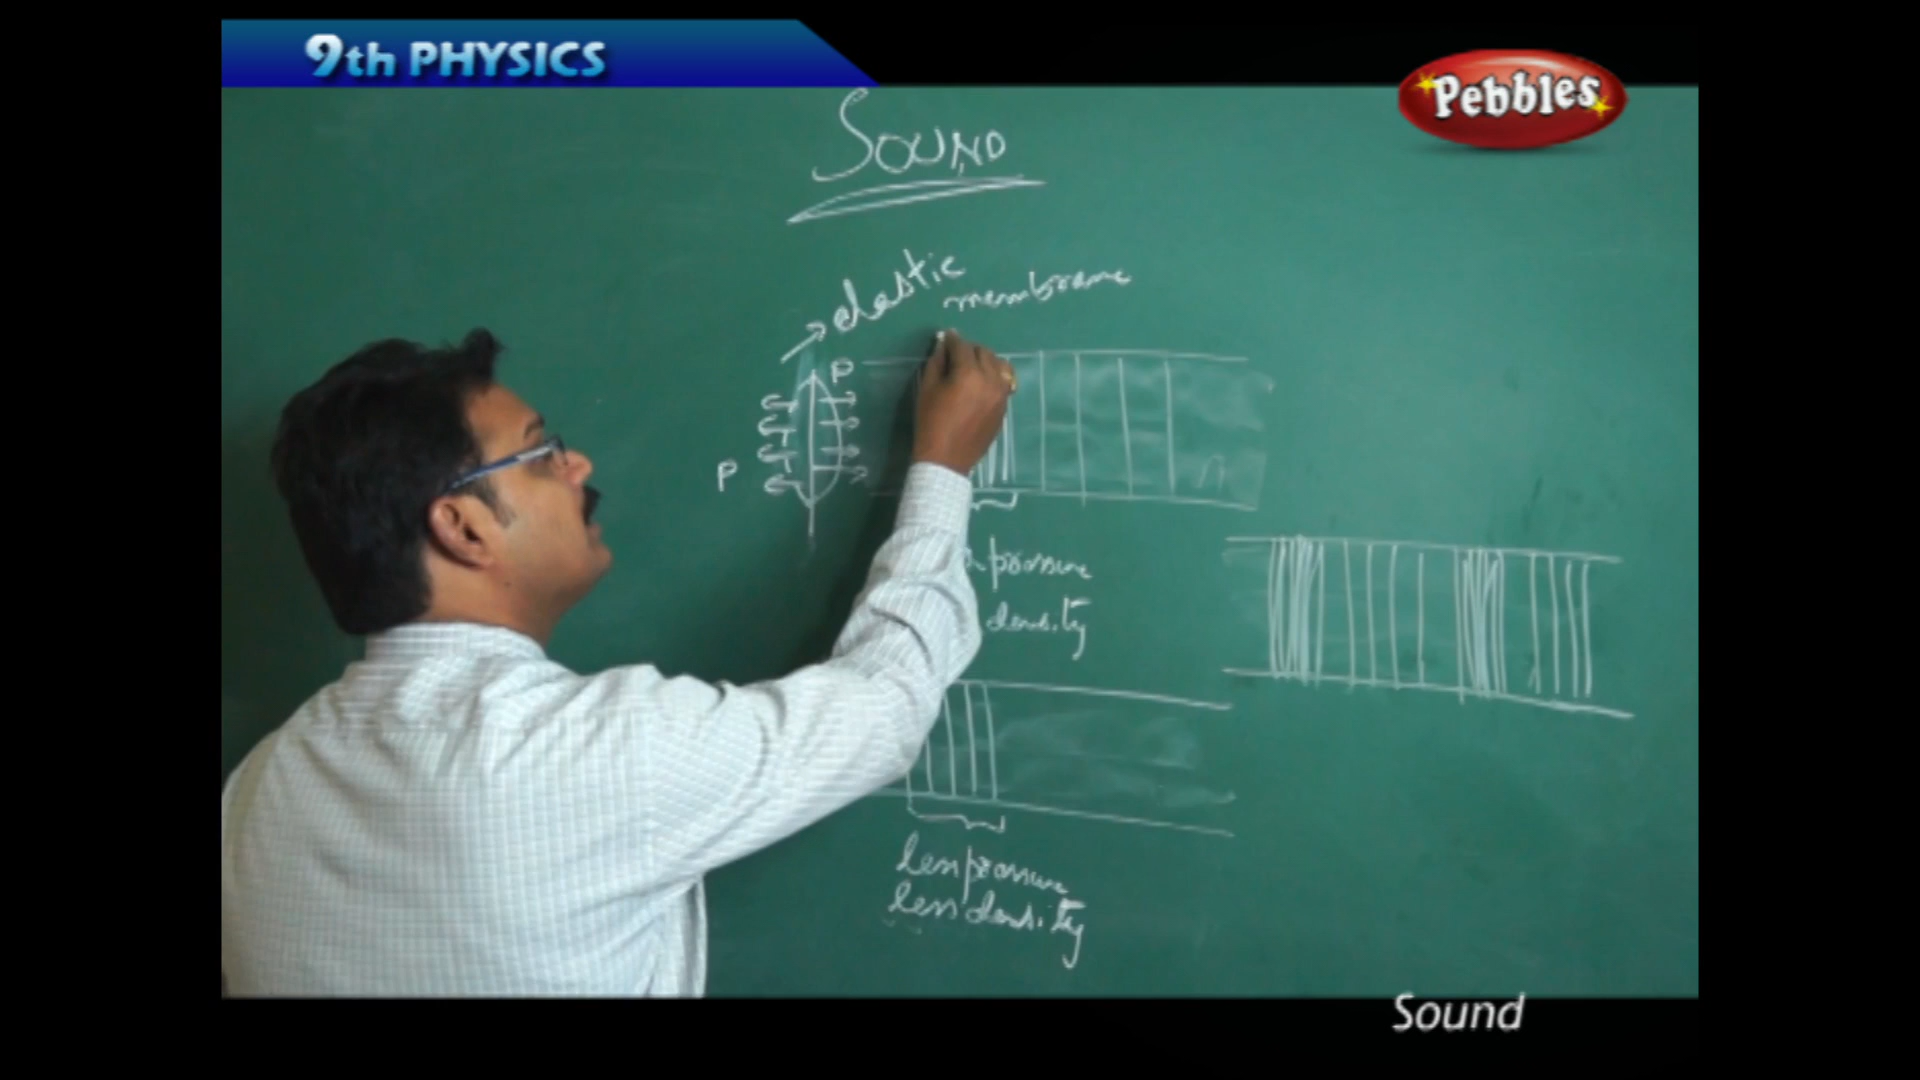 9th PHYSICS
Pebbles
SOUND
elastic
membrane
P
P
pressure
density
less pressure
less density
Sound